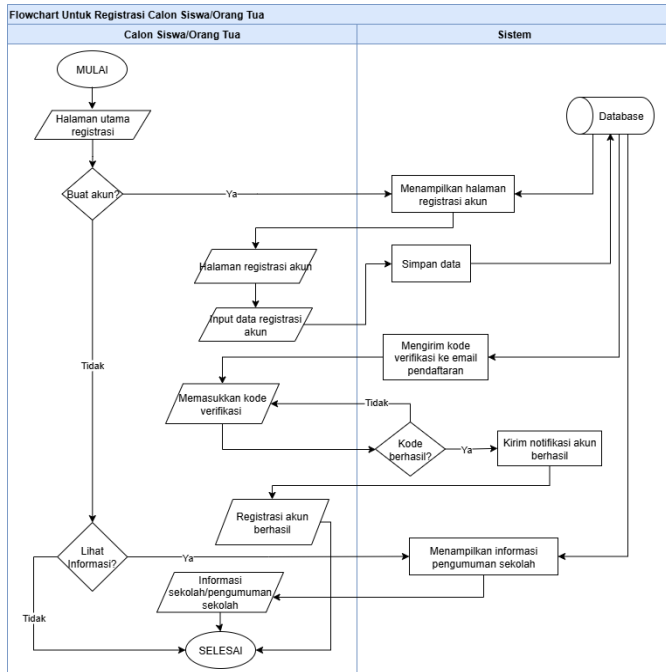 Flowchart Untuk Registrasi Calon Siswa/Orang Tua
Calon Siswa/Orang Tua
Sistem
MULAI
Halaman utama
registrasi
Database
Buat akun?
Ya
Menampilkan halaman
registrasi akun
Halaman registrasi akun
Simpan data
Input data registrasi
akun
Mengirim kode
verifikasi ke email
pendaftaran
Tidak
Memasukkan kode
verifikasi
Tidak
Kode
berhasil?
Ya
Kirim notifikasi akun
berhasil
Registrasi akun
berhasil
Lihat
Informasi?
Ya
Menampilkan informasi
pengumuman sekolah
Informasi
sekolah/pengumuman
sekolah
Tidak
SELESAI